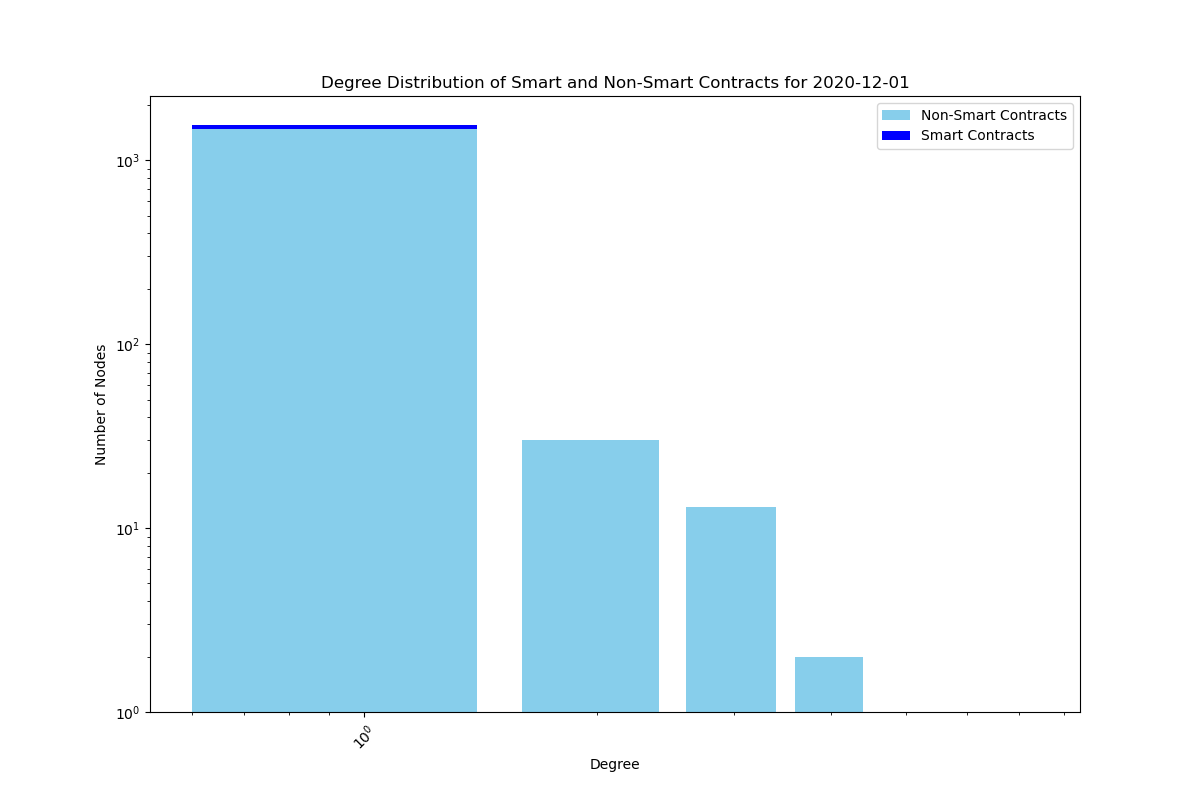 Degree Distribution of Smart and Non-Smart Contracts for 2020-12-01
Non-Smart Contracts
Smart Contracts
Number of Nodes
10³
10²
10¹
10⁰
10⁰
Degree